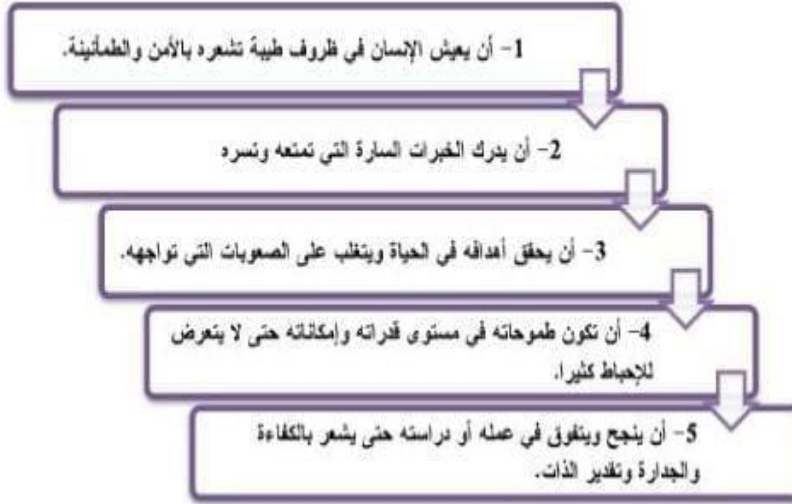 1- أن يعيش الإنسان في ظروف طيبة تشعره بالأمن والطمأنينة.
2- أن يدرك الخبرات السارة التي تمتعه وتسره
3- أن يحقق أهدافه في الحياة ويتغلب على الصعوبات التي تواجهه.
4- أن تكون طموحاته في مستوى قدراته وإمكاناته حتى لا يتعرض
للإحباط كثيرا.
5- أن ينجح ويتفوق في عمله أو دراسته حتى يشعر بالكفاءة
والجدارة وتقدير الذات.